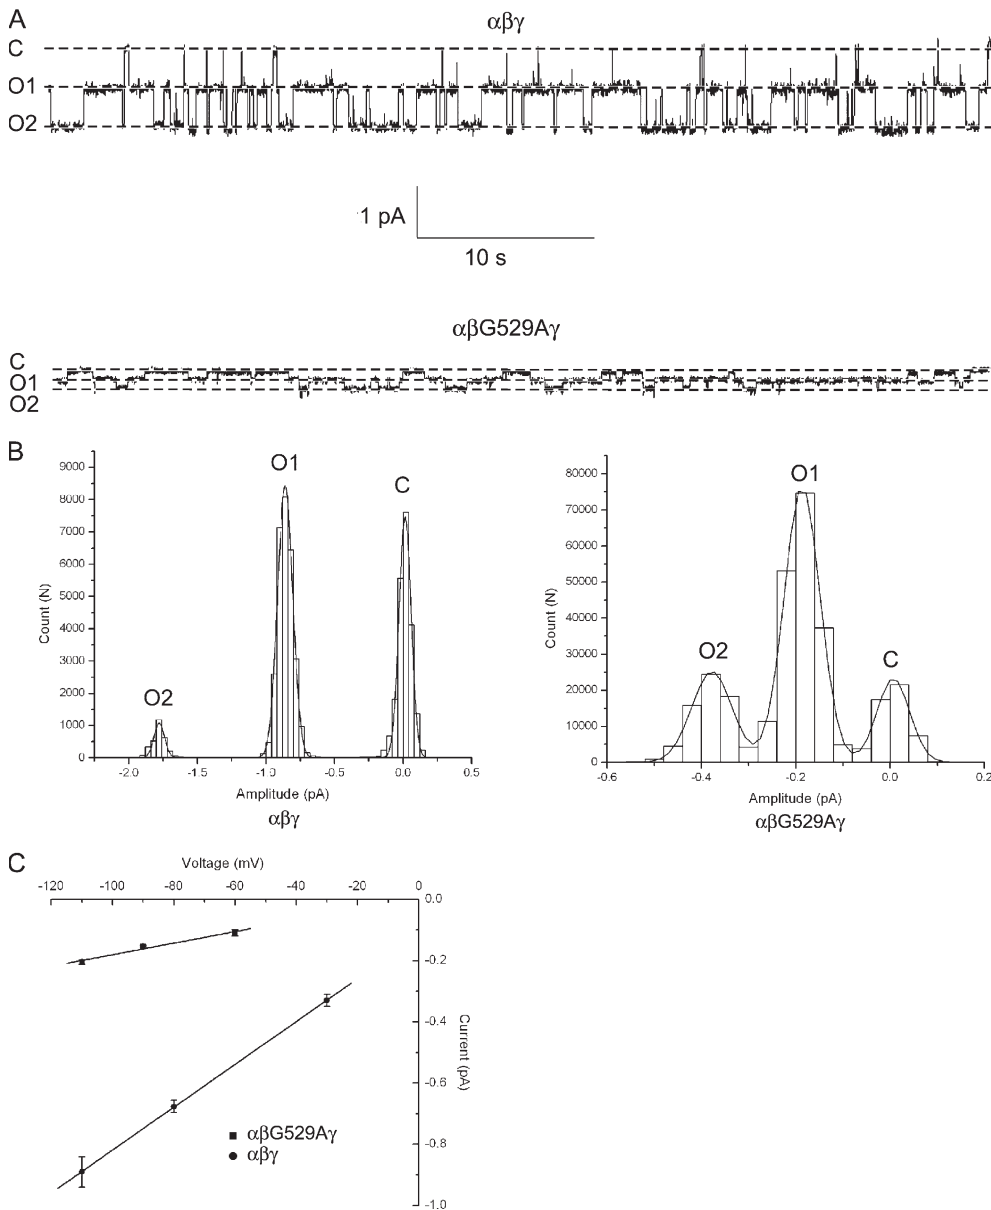 A
αβγ
C
O1
O2
1 pA
10 s
αβG529Aγ
C
O1
O2
B
9000
8000
7000
6000
5000
4000
3000
2000
1000
0
Count (N)
O2
O1
C
-2.0
-1.5
-1.0
-0.5
0.0
0.5
Amplitude (pA)
αβγ
80000
70000
60000
50000
40000
30000
20000
10000
0
Count (N)
O2
O1
C
-0.6
-0.4
-0.2
0.0
0.2
Amplitude (pA)
αβG529Aγ
C
Voltage (mV)
-120
-100
-80
-60
-40
-20
0
0.0
-0.2
-0.4
-0.6
-0.8
-1.0
Current (pA)
αβG529Aγ
αβγ